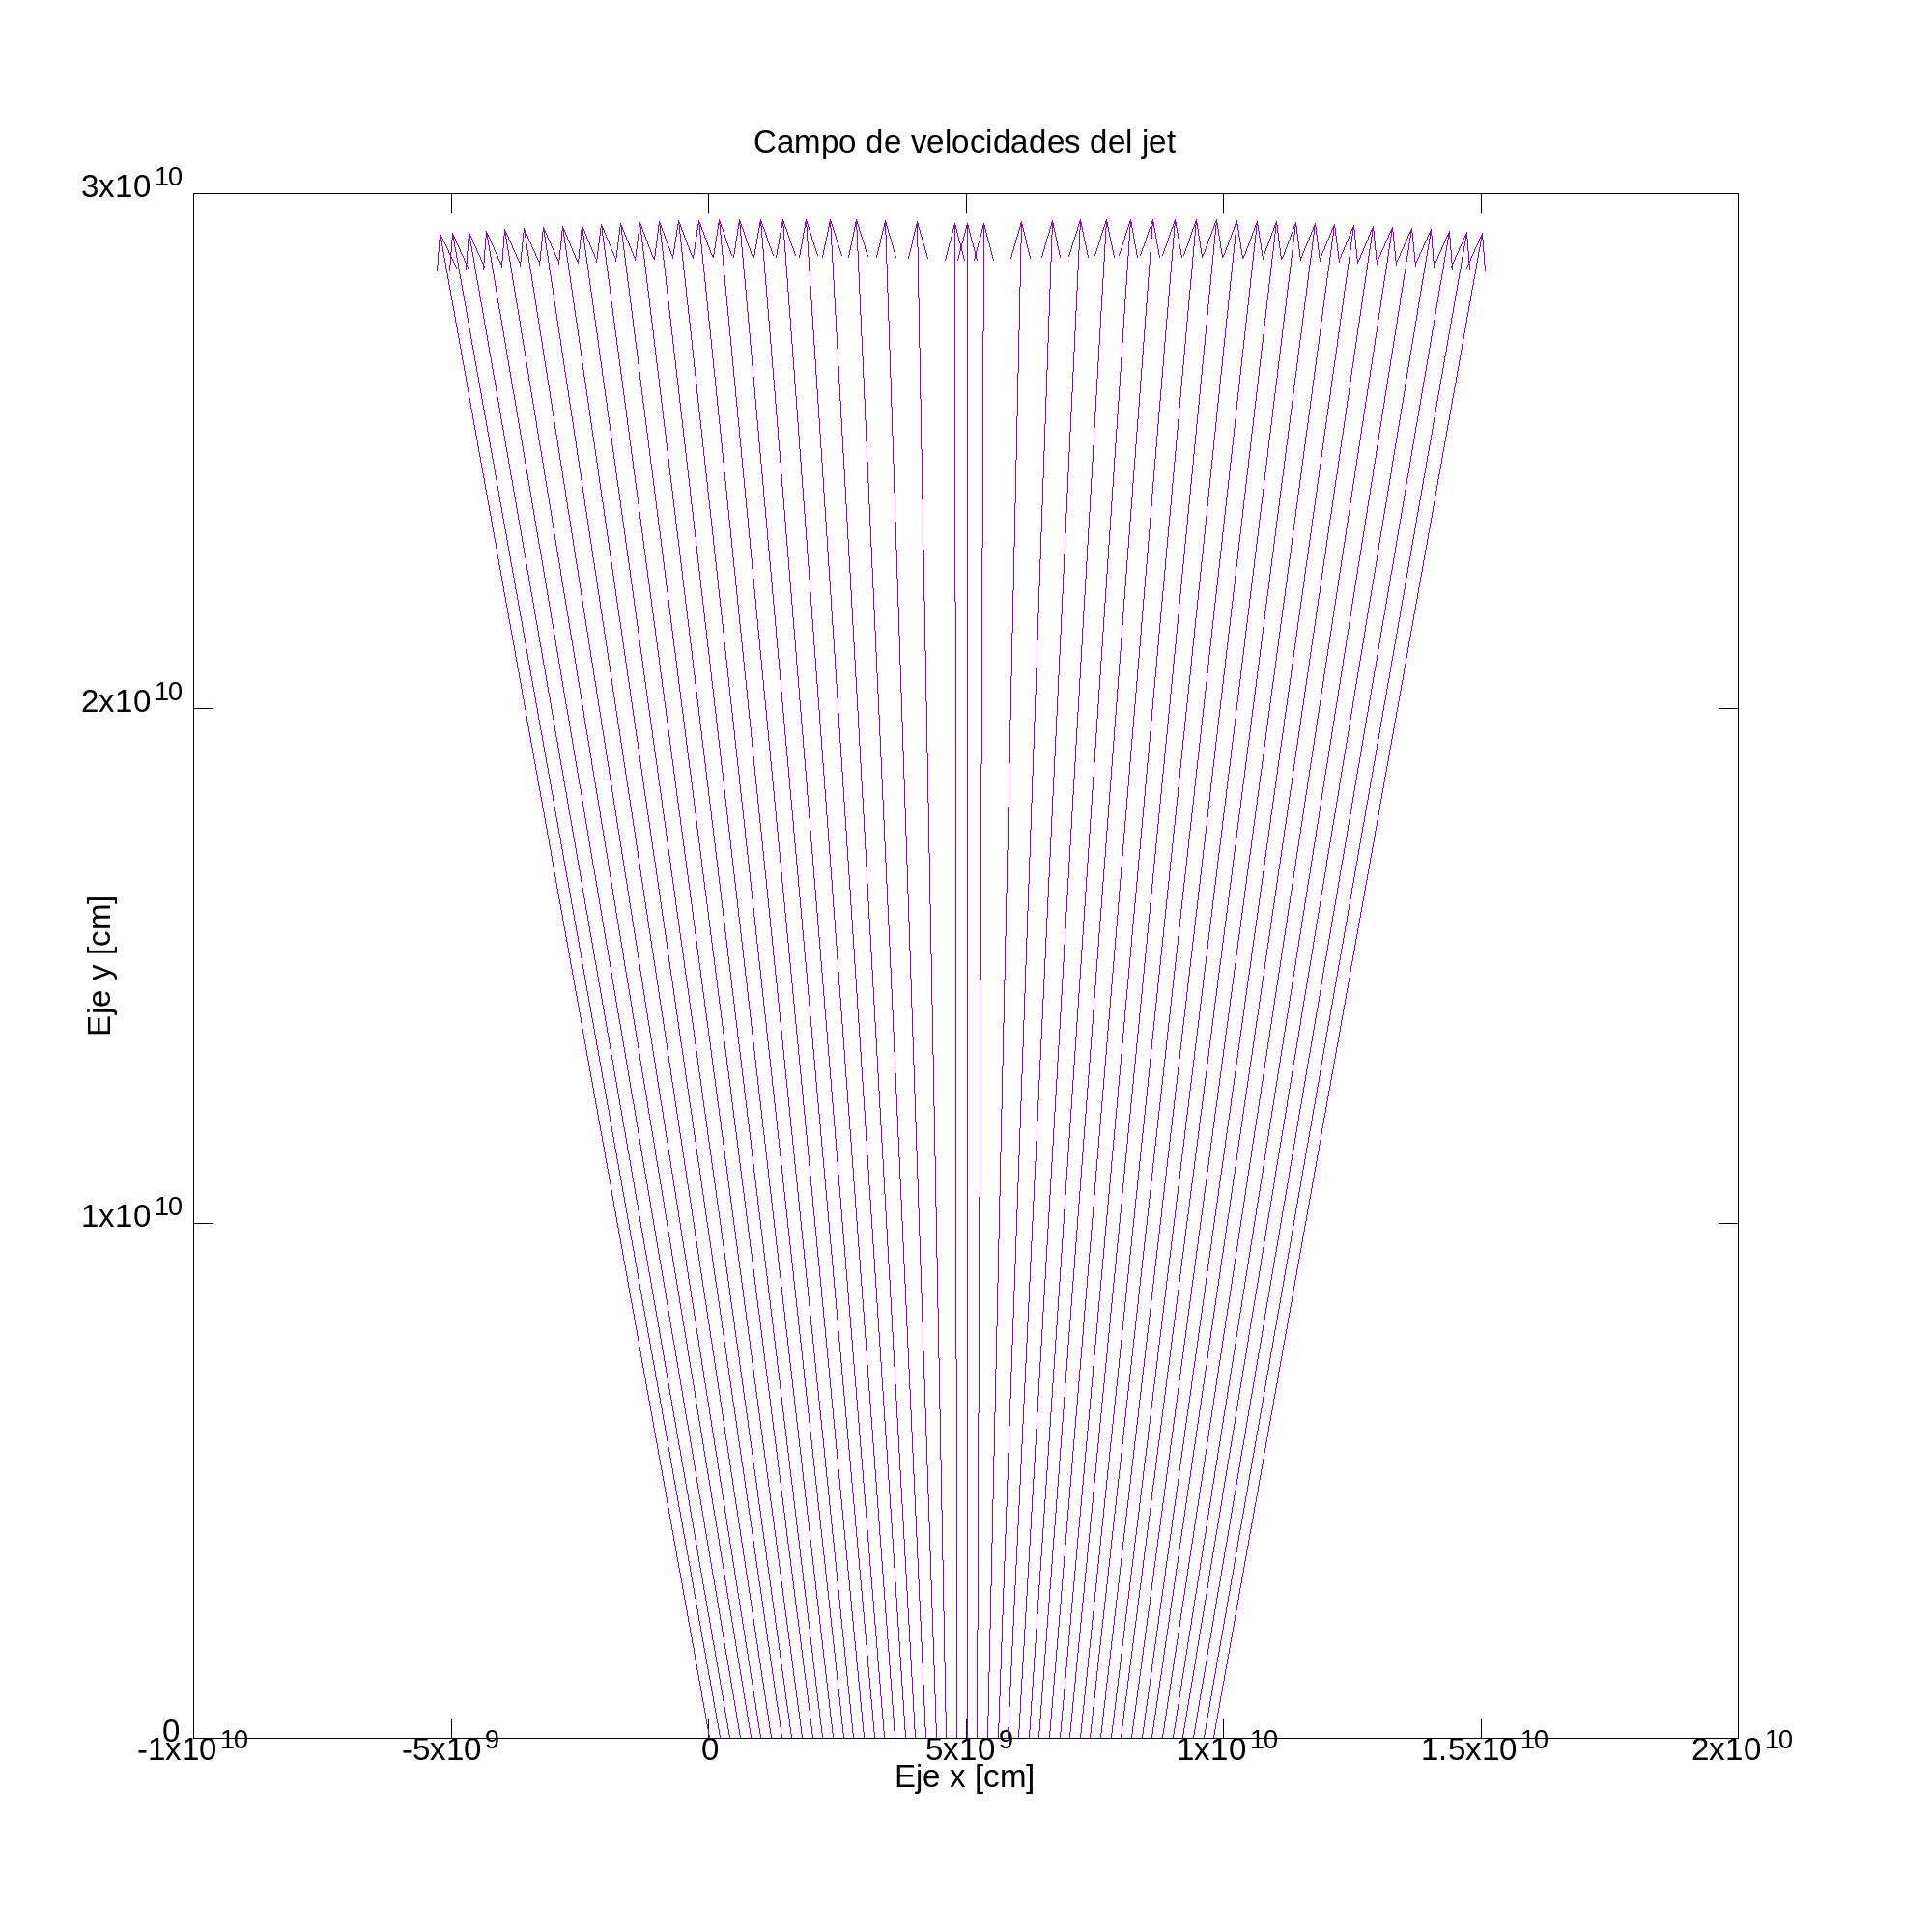 Campo de velocidades del jet
3x10^10
2x10^10
1x10^10
0
Eje y [cm]
-1x10^10 -5x10^9 0 5x10^9 1x10^10 1.5x10^10 2x10^10
Eje x [cm]